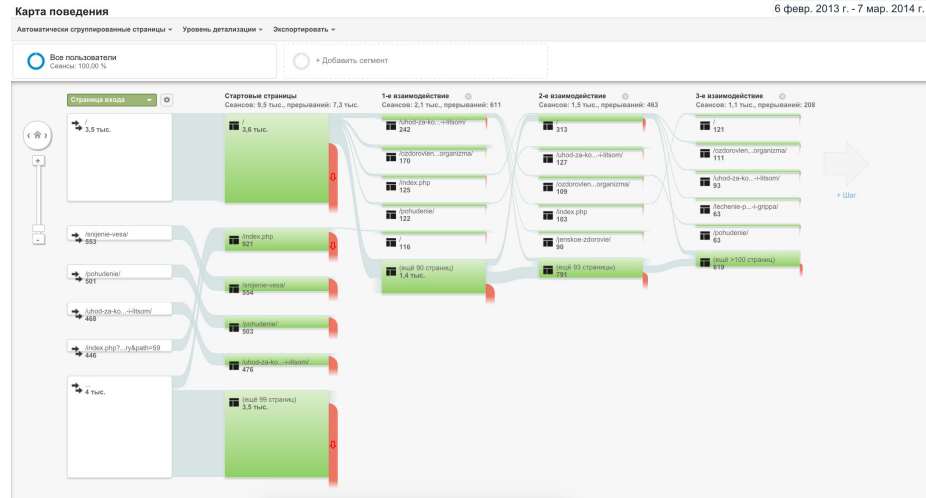 Карта поведения
6 февр. 2013 г. - 7 мар. 2014 г.
Автоматически сгруппированные страницы
Уровень детализации
Экспортировать
Все пользователи
Сеансы: 100,00 %
+ Добавить сегмент
Страница входа
Стартовые страницы
Сеансов: 9,5 тыс., прерываний: 7,3 тыс.
1-е взаимодействие
Сеансов: 2,1 тыс., прерываний: 611
2-е взаимодействие
Сеансов: 1,5 тыс., прерываний: 463
3-е взаимодействие
Сеансов: 1,1 тыс., прерываний: 208
/
3,5 тыс.
/snijenie-vesa/
553
/pohudenie/
501
/uhod-za-ko...-i-litsom/
468
/index.php?...ry&path=59
446
...
4 тыс.
/
3,6 тыс.
/index.php
921
/snijenie-vesa/
554
/pohudenie/
503
/uhod-za-ko...-i-litsom/
476
(ещё 99 страниц)
3,5 тыс.
/uhod-za-ko...-i-litsom/
242
/ozdorovlen...organizma/
170
/index.php
125
/pohudenie/
122
/
116
(ещё 90 страниц)
1,4 тыс.
/
313
/uhod-za-ko...-i-litsom/
127
/ozdorovlen...organizma/
109
/index.php
103
/jenskoe-zdorovie/
90
(ещё 93 страницы)
791
/
121
/ozdorovlen...organizma/
111
/uhod-za-ko...-i-litsom/
93
/lechenie-p...-i-grippa/
63
/pohudenie/
63
(ещё >100 страниц)
619
+ Шаг
+
-